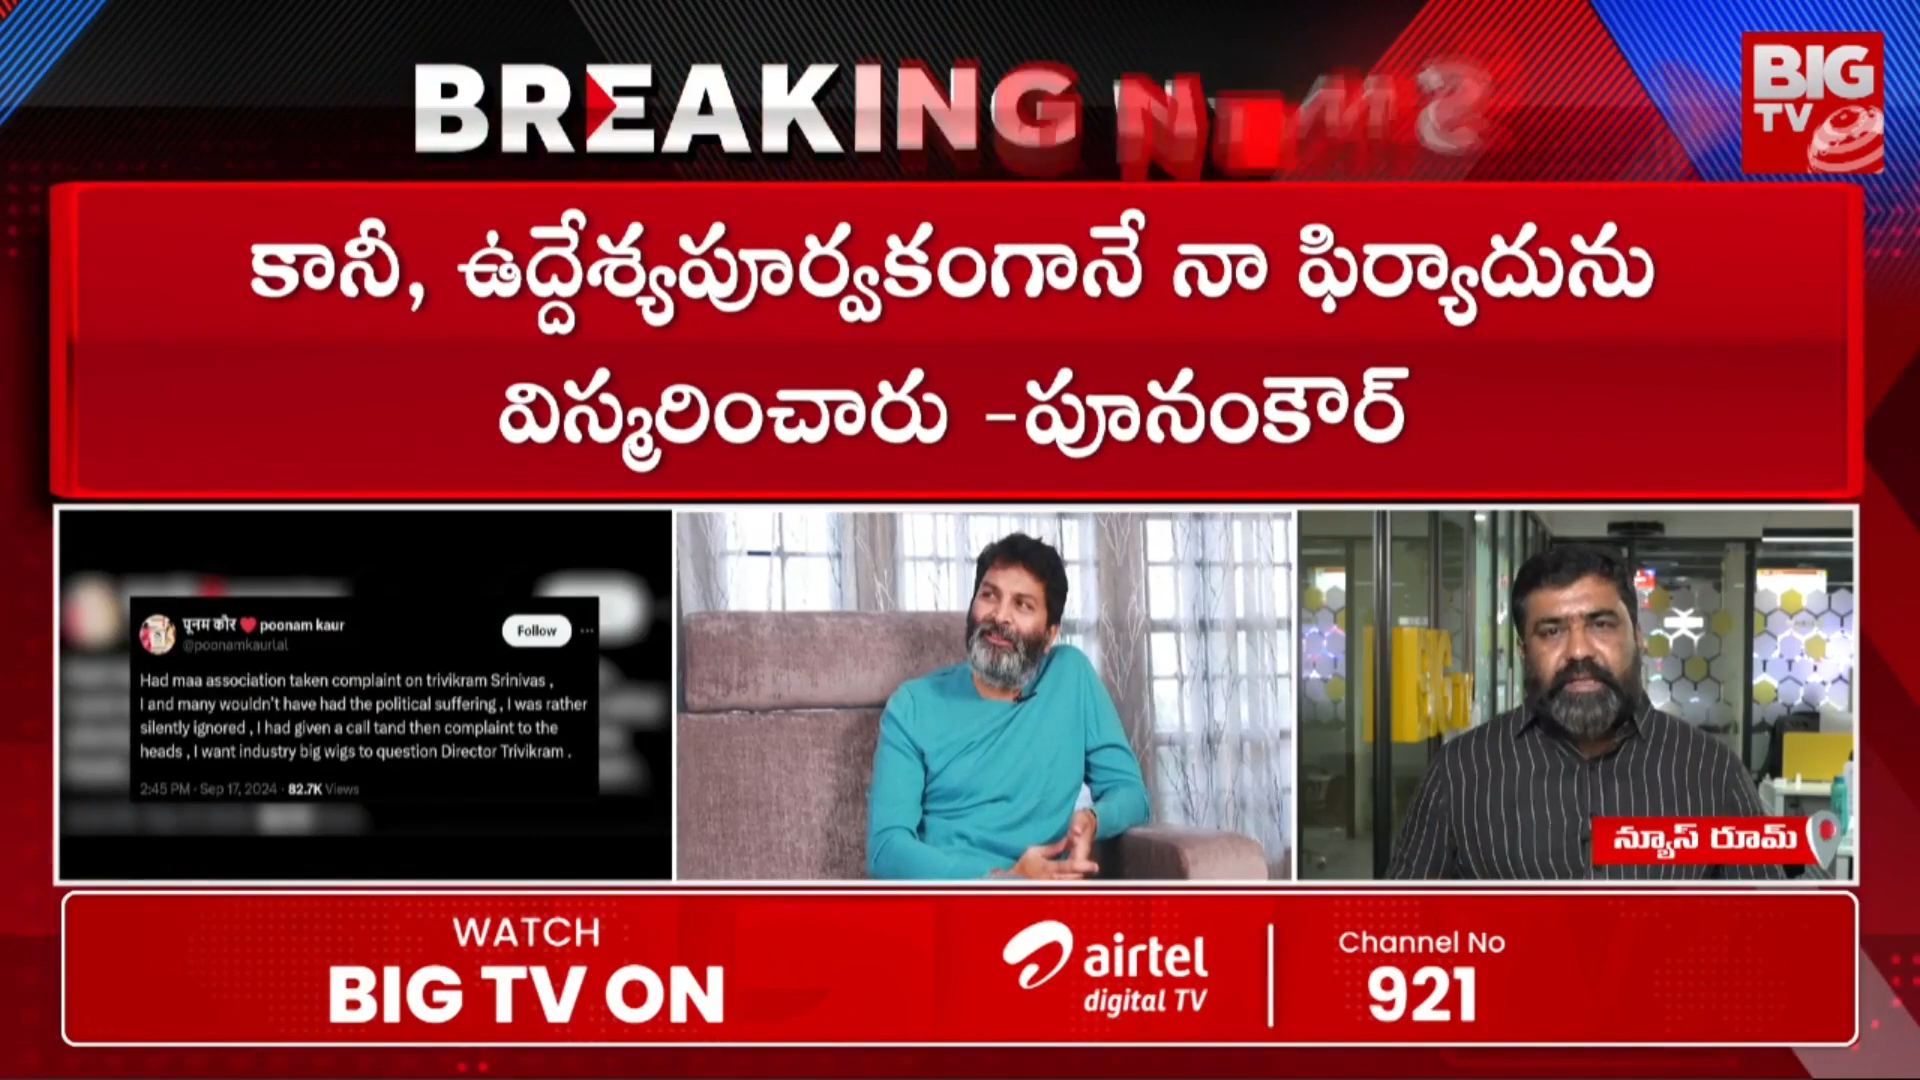 BREAKING NEWS
BIG
TV
కానీ, ఉద్దేశ్యపూర్వకంగానే నా ఫిర్యాదును
విస్మరించారు -పూనంకౌర్
पूनम कौर ❤️ poonam kaur
@poonamkaurlal
Follow
Had maa association taken complaint on trivikram Srinivas ,
I and many wouldn't have had the political suffering , I was rather
silently ignored , I had given a call tand then complaint to the
heads , I want industry big wigs to question Director Trivikram .
2:45 PM · Sep 17, 2024 · 82.7K Views
BIG TV
న్యూస్ రూమ్
WATCH
BIG TV ON
airtel
digital TV
Channel No
921